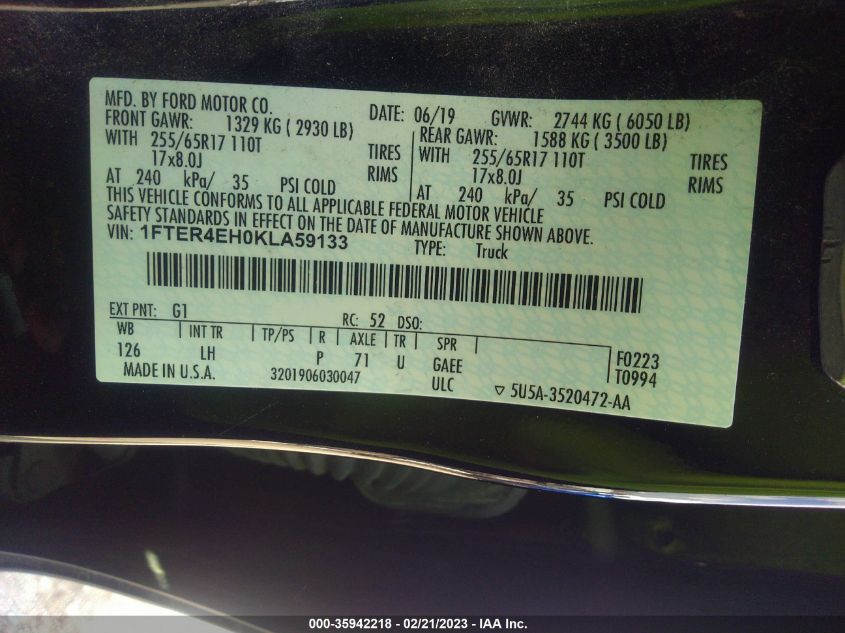 MFD. BY FORD MOTOR CO. DATE: 06/19 GVWR: 2744 KG ( 6050 LB)
FRONT GAWR: 1329 KG ( 2930 LB) REAR GAWR: 1588 KG ( 3500 LB)
WITH 255/65R17 110T TIRES WITH 255/65R17 110T TIRES
17x8.0J RIMS 17x8.0J RIMS
AT 240 kPa/ 35 PSI COLD AT 240 kPa/ 35 PSI COLD
THIS VEHICLE CONFORMS TO ALL APPLICABLE FEDERAL MOTOR VEHICLE
SAFETY STANDARDS IN EFFECT ON THE DATE OF MANUFACTURE SHOWN ABOVE.
VIN: 1FTER4EH0KLA59133 TYPE: Truck
EXT PNT: G1 RC: 52 DSO:
WB INT TR TP/PS R AXLE TR SPR F0223
126 LH P 71 U GAEE T0994
MADE IN U.S.A. 3201906030047 ULC ▽ 5U5A-3520472-AA
000-35942218 - 02/21/2023 - IAA Inc.